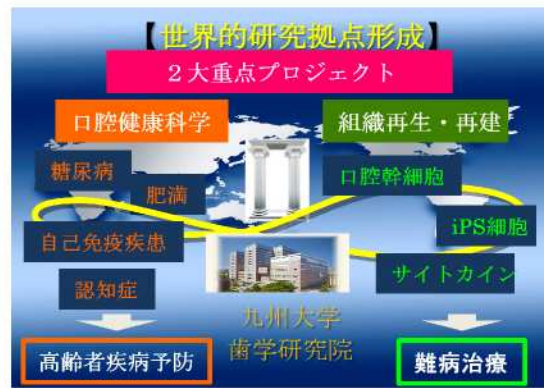 【世界的研究拠点形成】
2大重点プロジェクト
口腔健康科学
組織再生・再建
糖尿病
肥満
自己免疫疾患
認知症
口腔幹細胞
iPS細胞
サイトカイン
九州大学
歯学研究院
高齢者疾病予防
難病治療